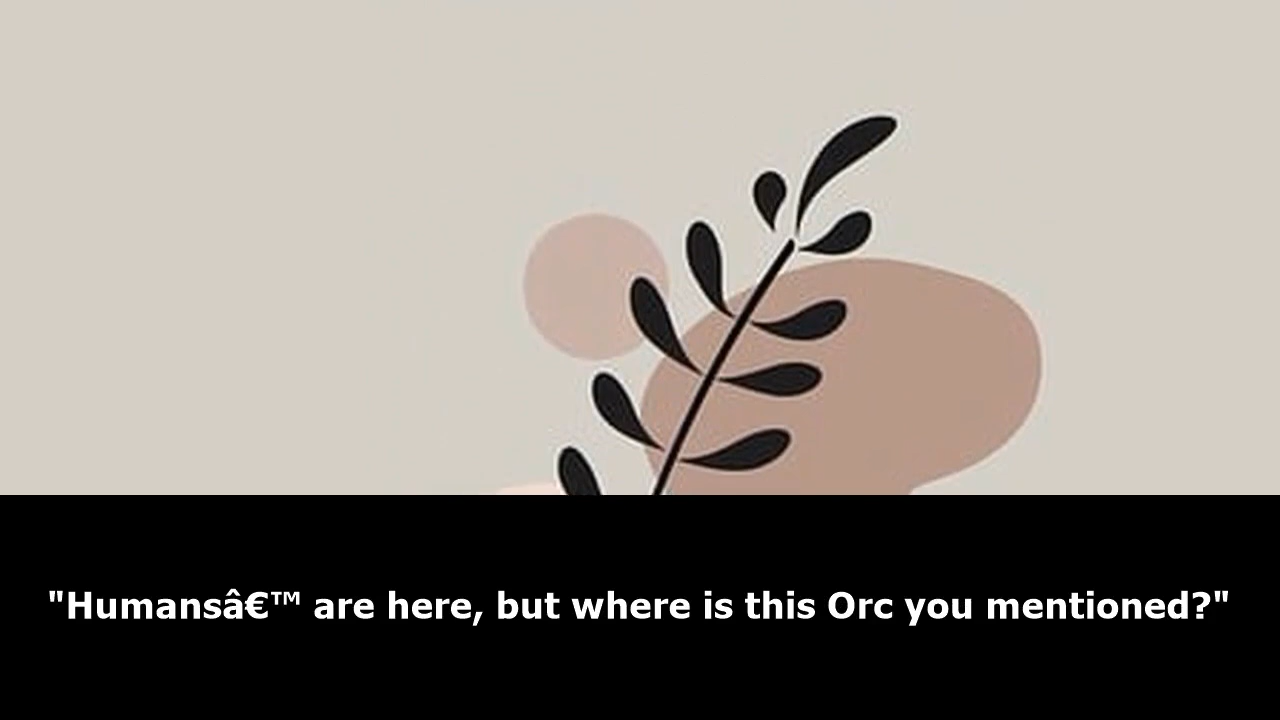 "Humansâ€™ are here, but where is this Orc you mentioned?"